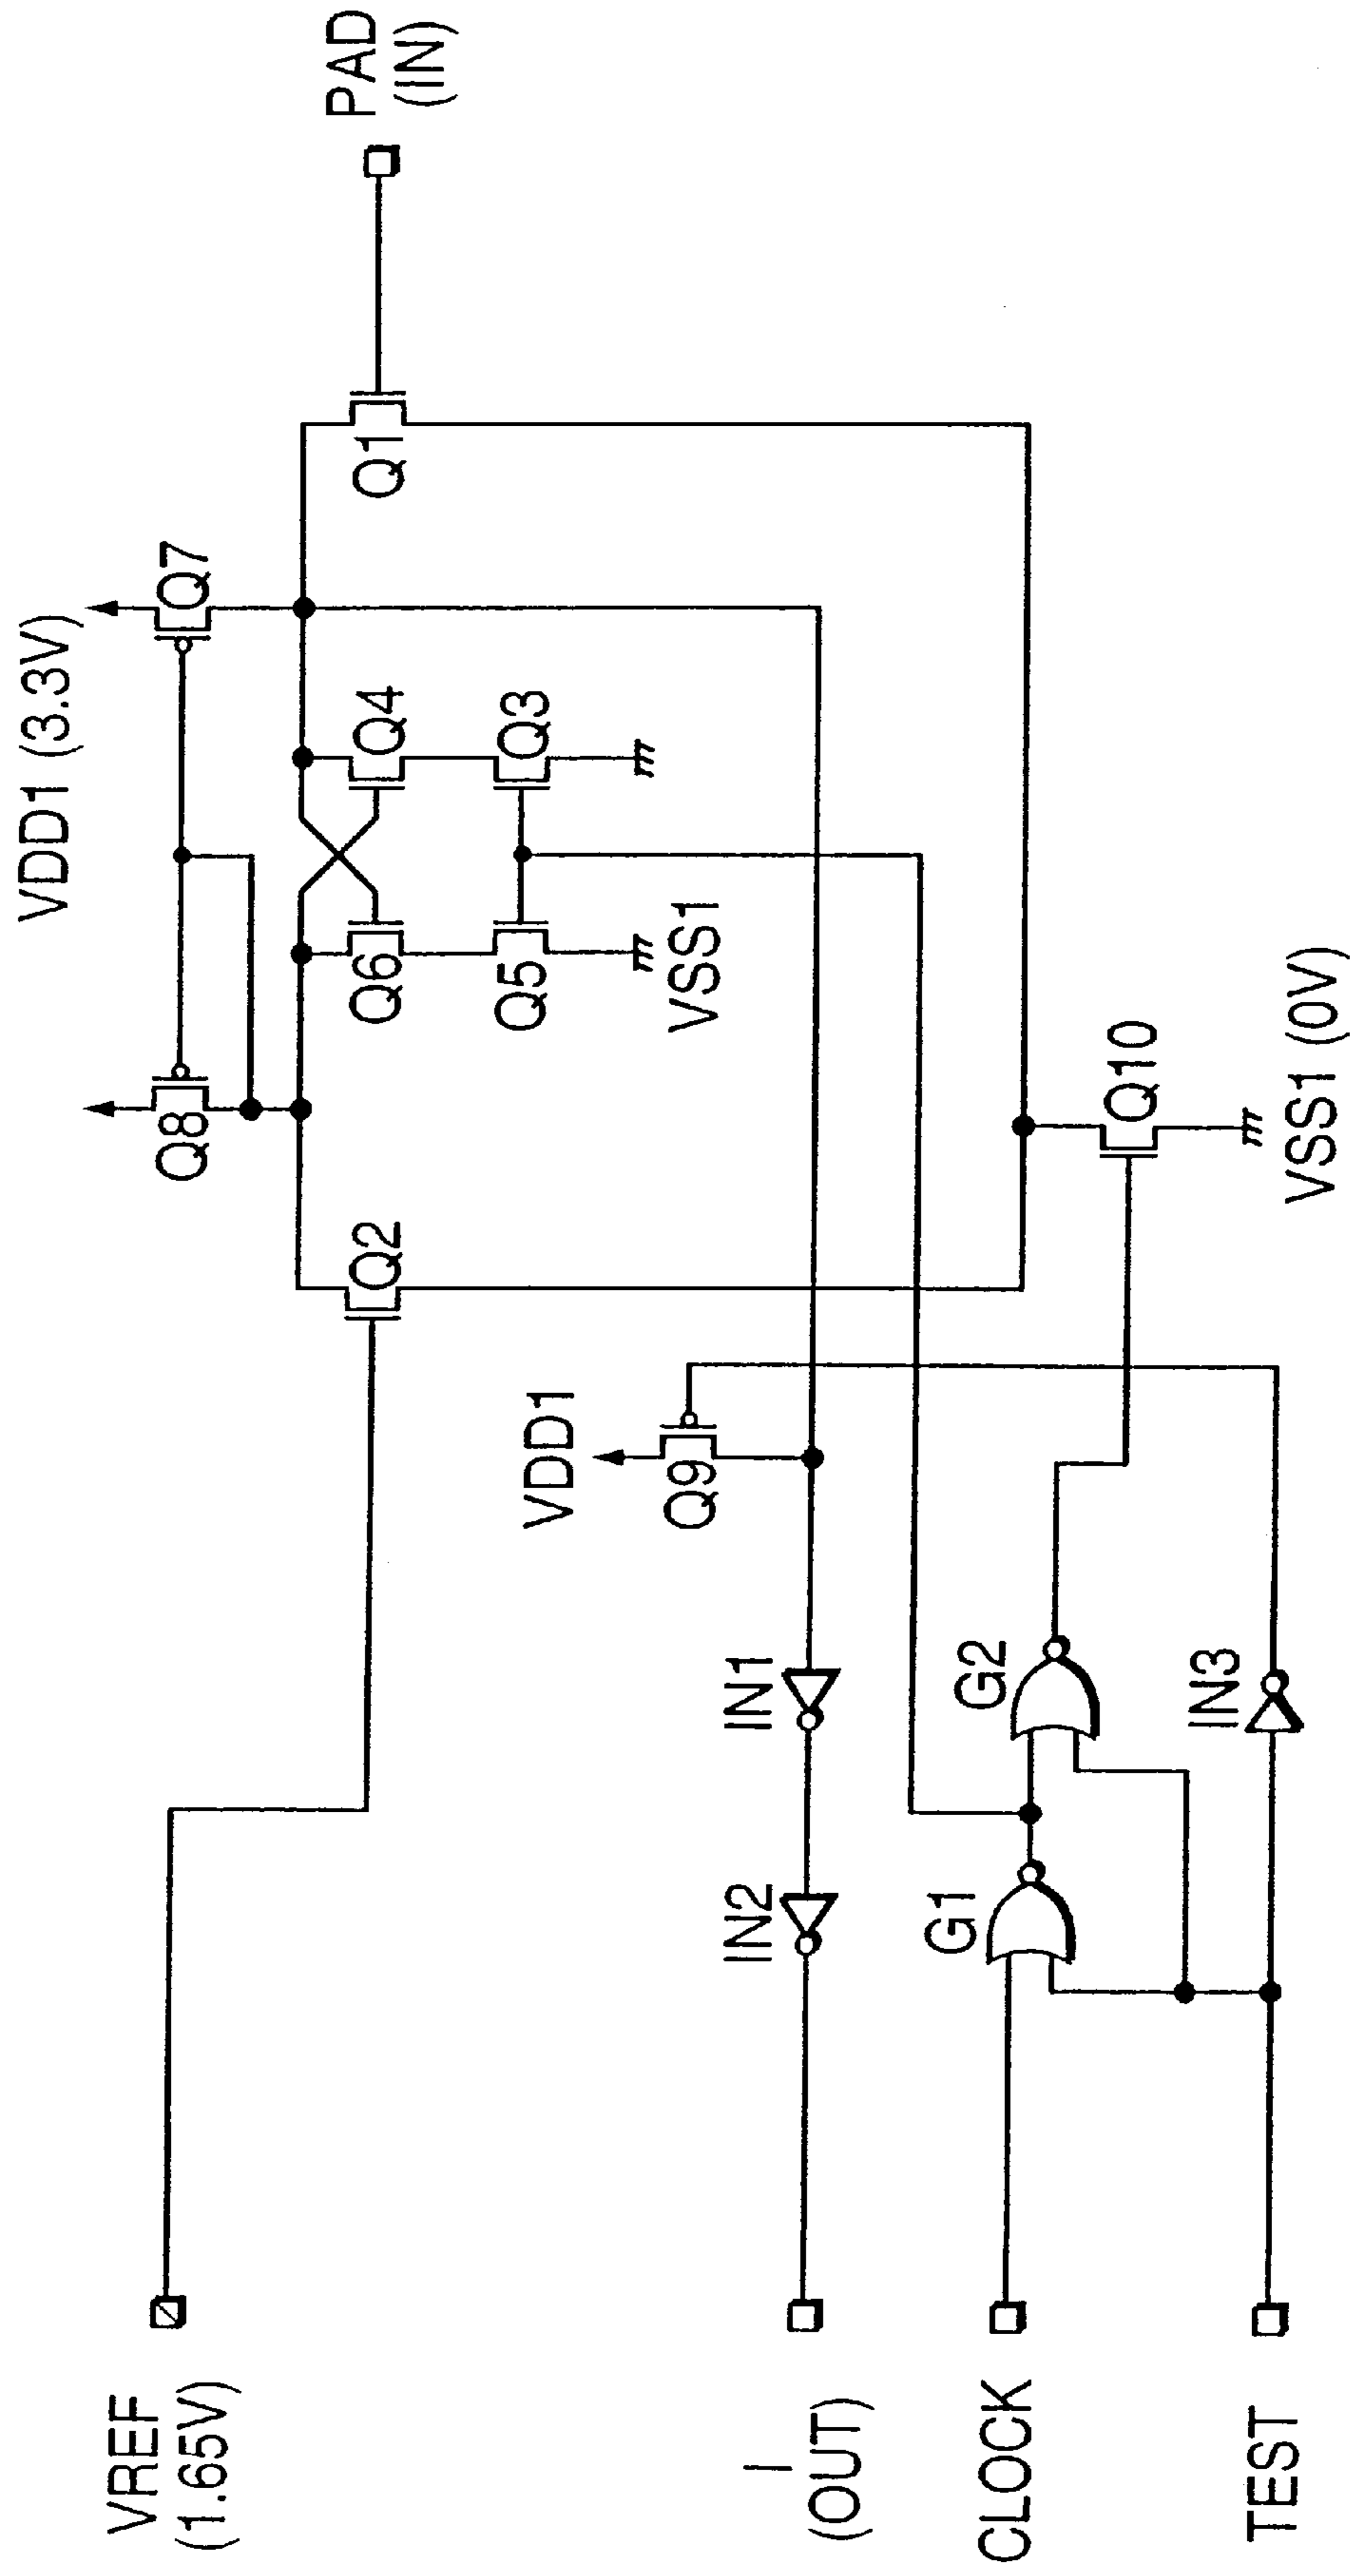 VREF
(1.65V)
I
(OUT)
CLOCK
TEST
IN2
G1
IN1
G2
IN3
VDD1
Q9
Q2
Q8
Q10
VSS1 (0V)
VDD1 (3.3V)
Q6
Q5
VSS1
Q4
Q3
Q7
Q1
PAD
(IN)